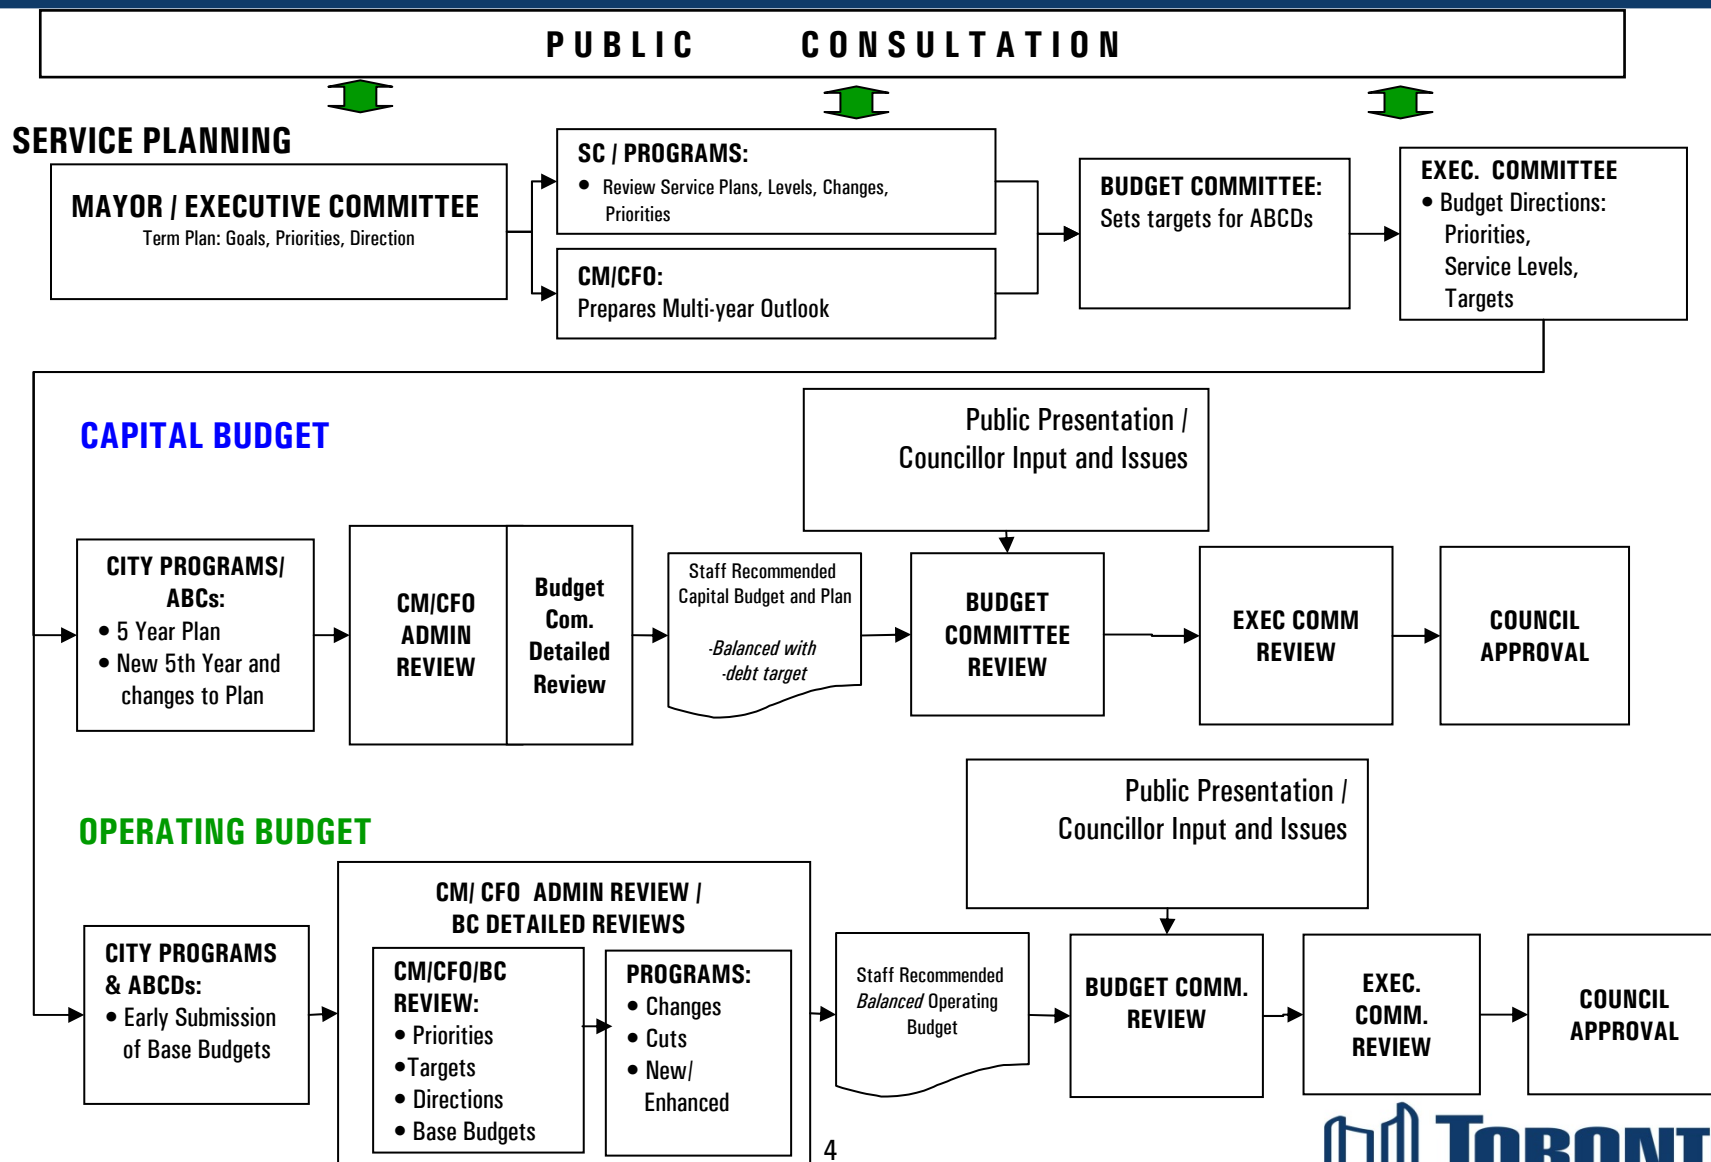 PUBLIC CONSULTATION
SERVICE PLANNING
MAYOR / EXECUTIVE COMMITTEE
Term Plan: Goals, Priorities, Direction
SC / PROGRAMS:
• Review Service Plans, Levels, Changes,
Priorities
CM/CFO:
Prepares Multi-year Outlook
BUDGET COMMITTEE:
Sets targets for ABCDs
EXEC. COMMITTEE
• Budget Directions:
Priorities,
Service Levels,
Targets
CAPITAL BUDGET
Public Presentation /
Councillor Input and Issues
CITY PROGRAMS/
ABCs:
• 5 Year Plan
• New 5th Year and
changes to Plan
CM/CFO
ADMIN
REVIEW
Budget
Com.
Detailed
Review
Staff Recommended
Capital Budget and Plan
-Balanced with
-debt target
BUDGET
COMMITTEE
REVIEW
EXEC COMM
REVIEW
COUNCIL
APPROVAL
OPERATING BUDGET
Public Presentation /
Councillor Input and Issues
CITY PROGRAMS
& ABCDs:
• Early Submission
of Base Budgets
CM/ CFO ADMIN REVIEW /
BC DETAILED REVIEWS
CM/CFO/BC
REVIEW:
• Priorities
•Targets
• Directions
• Base Budgets
PROGRAMS:
• Changes
• Cuts
• New/
Enhanced
Staff Recommended
Balanced Operating
Budget
BUDGET COMM.
REVIEW
EXEC.
COMM.
REVIEW
COUNCIL
APPROVAL
4
TORONT